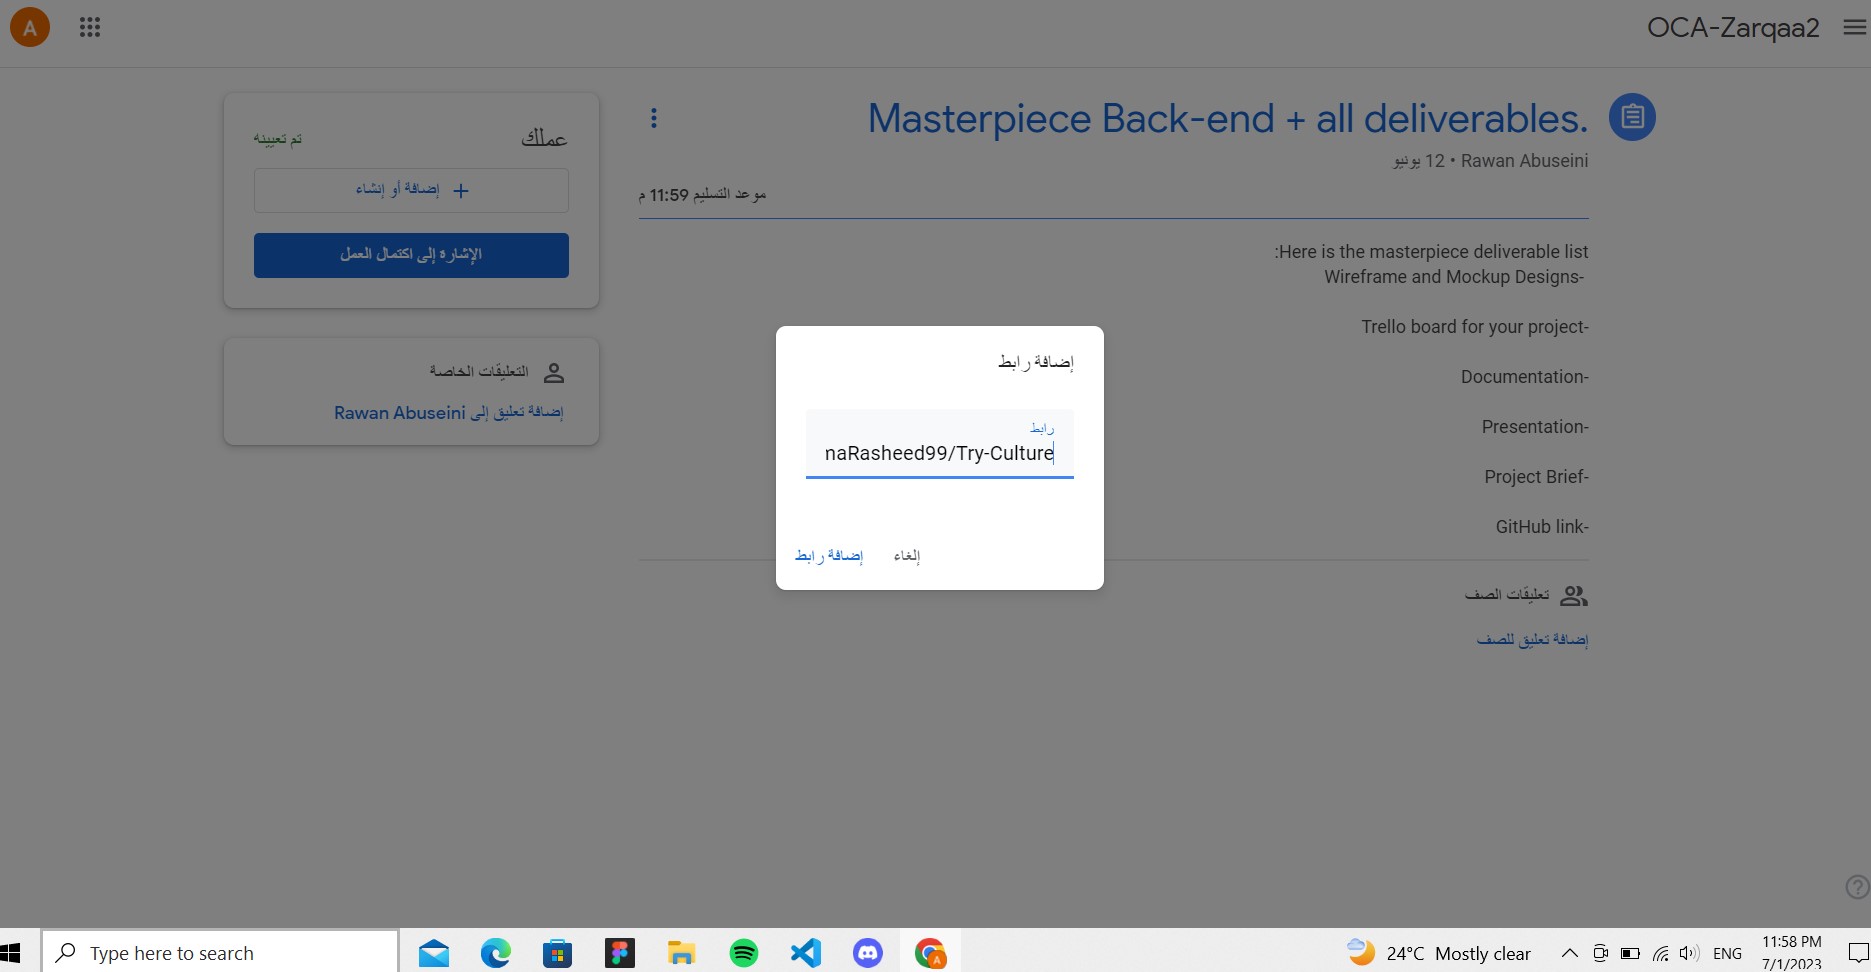 A
OCA-Zarqaa2
Masterpiece Back-end + all deliverables.
Rawan Abuseini • 12 يونيو
موعد التسليم 11:59 م
:Here is the masterpiece deliverable list
Wireframe and Mockup Designs-
Trello board for your project-
Documentation-
Presentation-
Project Brief-
GitHub link-
تعليقات الصف
إضافة تعليق للصف
عملك
تم تعيينه
إضافة أو إنشاء
الإشارة إلى اكتمال العمل
التعليقات الخاصة
إضافة تعليق إلى Rawan Abuseini
إضافة رابط
رابط
naRasheed99/Try-Culture
إلغاء
إضافة رابط
Type here to search
A
24°C Mostly clear
ENG
11:58 PM
7/1/2023